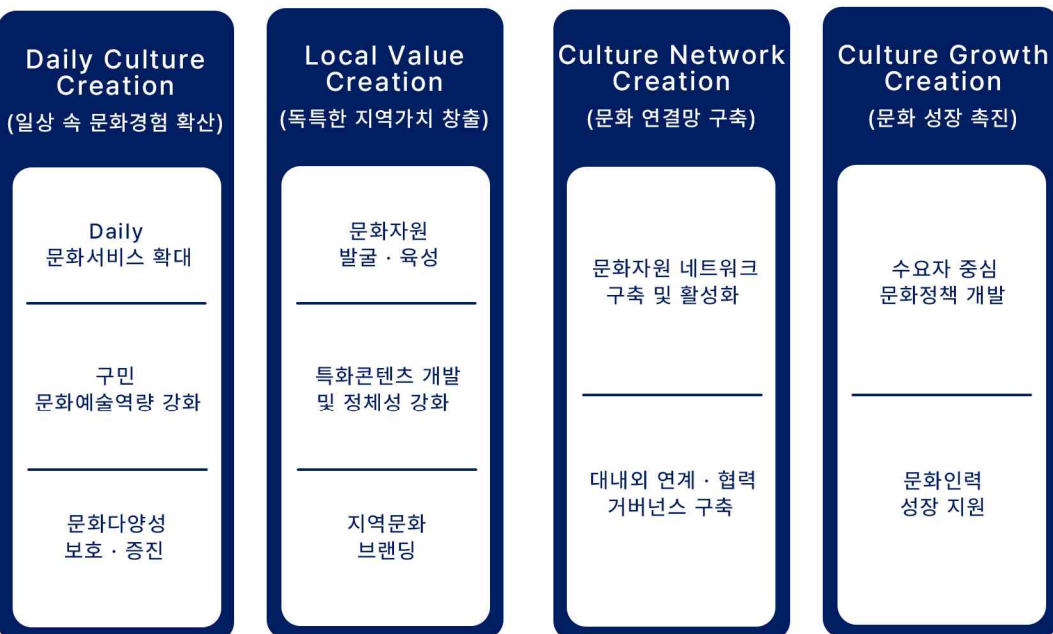 Daily Culture
Creation
(일상 속 문화경험 확산)
Daily
문화서비스 확대
구민
문화예술역량 강화
문화다양성
보호 · 증진
Local Value
Creation
(독특한 지역가치 창출)
문화자원
발굴 · 육성
특화콘텐츠 개발
및 정체성 강화
지역문화
브랜딩
Culture Network
Creation
(문화 연결망 구축)
문화자원 네트워크
구축 및 활성화
대내외 연계 · 협력
거버넌스 구축
Culture Growth
Creation
(문화 성장 촉진)
수요자 중심
문화정책 개발
문화인력
성장 지원